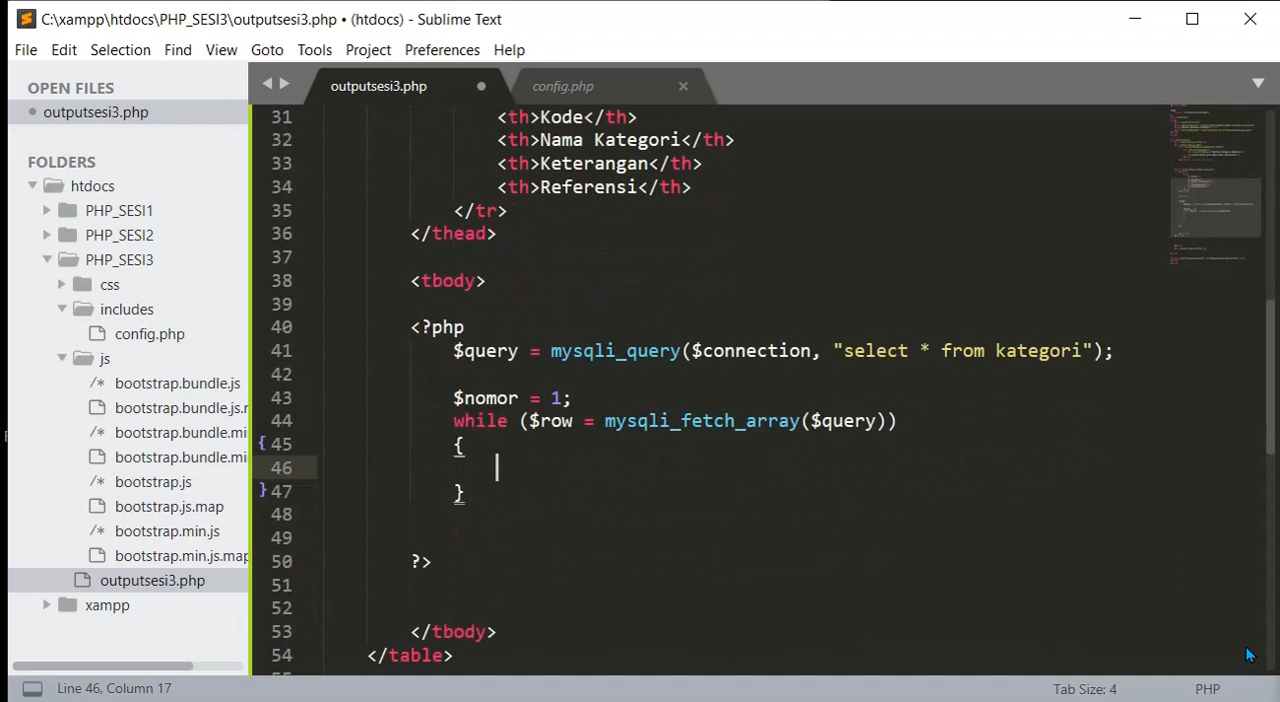 C:\xampp\htdocs\PHP_SESI3\outputsesi3.php • (htdocs) - Sublime Text
File Edit Selection Find View Goto Tools Project Preferences Help
OPEN FILES
outputsesi3.php
FOLDERS
htdocs
PHP_SESI1
PHP_SESI2
PHP_SESI3
css
includes
config.php
js
bootstrap.bundle.js
bootstrap.bundle.js.r
bootstrap.bundle.mi
bootstrap.bundle.mi
bootstrap.js
bootstrap.js.map
bootstrap.min.js
bootstrap.min.js.map
outputsesi3.php
xampp
outputsesi3.php
config.php
31 <th>Kode</th>
32 <th>Nama Kategori</th>
33 <th>Keterangan</th>
34 <th>Referensi</th>
35 </tr>
36 </thead>
37
38 <tbody>
39
40 <?php
41 $query = mysqli_query($connection, "select * from kategori");
42
43 $nomor = 1;
44 while ($row = mysqli_fetch_array($query))
{ 45 {
46
} 47 }
48
49
50 ?>
51
52
53 </tbody>
54 </table>
Line 46, Column 17
Tab Size: 4
PHP